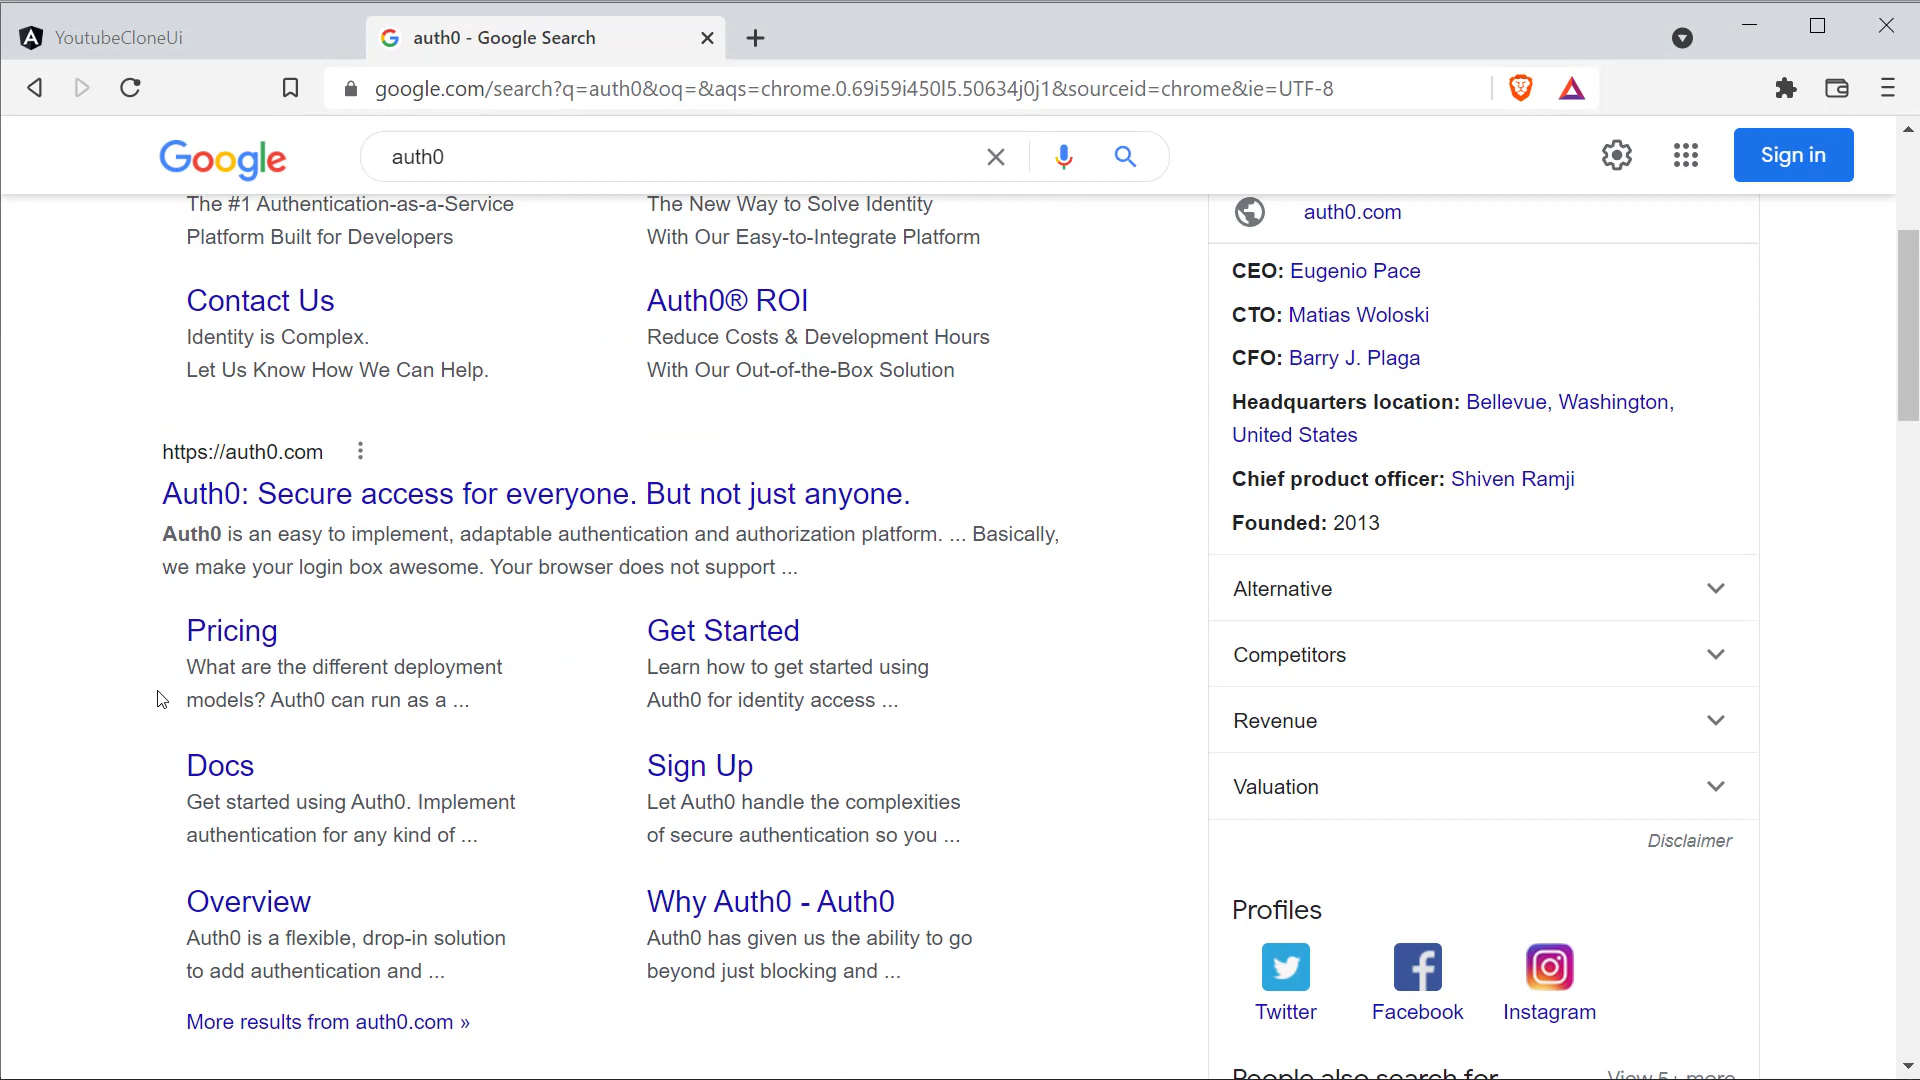 YoutubeCloneUi
auth0 - Google Search
google.com/search?q=auth0&oq=&aqs=chrome.0.69i59i450l5.50634j0j1&sourceid=chrome&ie=UTF-8
Google
auth0
Sign in
The #1 Authentication-as-a-Service
Platform Built for Developers
The New Way to Solve Identity
With Our Easy-to-Integrate Platform
Contact Us
Identity is Complex.
Let Us Know How We Can Help.
Auth0® ROI
Reduce Costs & Development Hours
With Our Out-of-the-Box Solution
https://auth0.com
Auth0: Secure access for everyone. But not just anyone.
Auth0 is an easy to implement, adaptable authentication and authorization platform. ... Basically,
we make your login box awesome. Your browser does not support ...
Pricing
What are the different deployment
models? Auth0 can run as a ...
Get Started
Learn how to get started using
Auth0 for identity access ...
Docs
Get started using Auth0. Implement
authentication for any kind of ...
Sign Up
Let Auth0 handle the complexities
of secure authentication so you ...
Overview
Auth0 is a flexible, drop-in solution
to add authentication and ...
Why Auth0 - Auth0
Auth0 has given us the ability to go
beyond just blocking and ...
More results from auth0.com »
auth0.com
CEO: Eugenio Pace
CTO: Matias Woloski
CFO: Barry J. Plaga
Headquarters location: Bellevue, Washington,
United States
Chief product officer: Shiven Ramji
Founded: 2013
Alternative
Competitors
Revenue
Valuation
Disclaimer
Profiles
Twitter
Facebook
Instagram
People also search for
View 5+ more